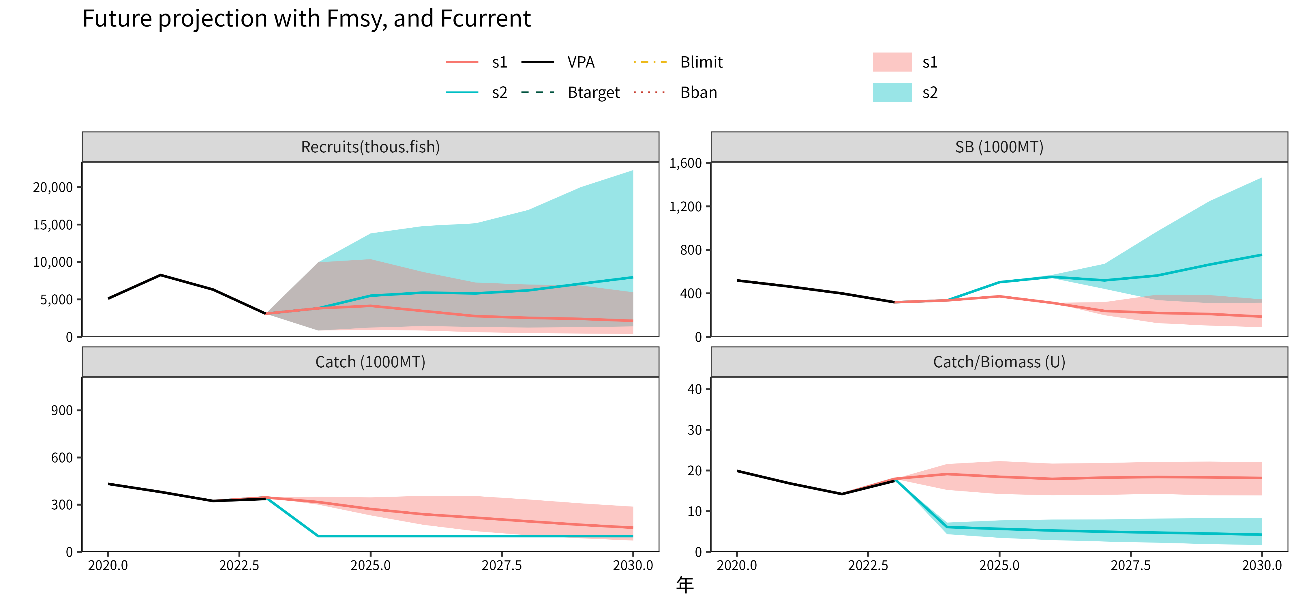 Future projection with Fmsy, and Fcurrent
s1 VPA Blimit s1
s2 Btarget Bban s2
Recruits(thous.fish) SB (1000MT)
20,000
15,000
10,000
5,000
0
1,600
1,200
800
400
0
Catch (1000MT) Catch/Biomass (U)
900
600
300
0
40
30
20
10
0
2020.0 2022.5 2025.0 2027.5 2030.0 2020.0 2022.5 2025.0 2027.5 2030.0
年